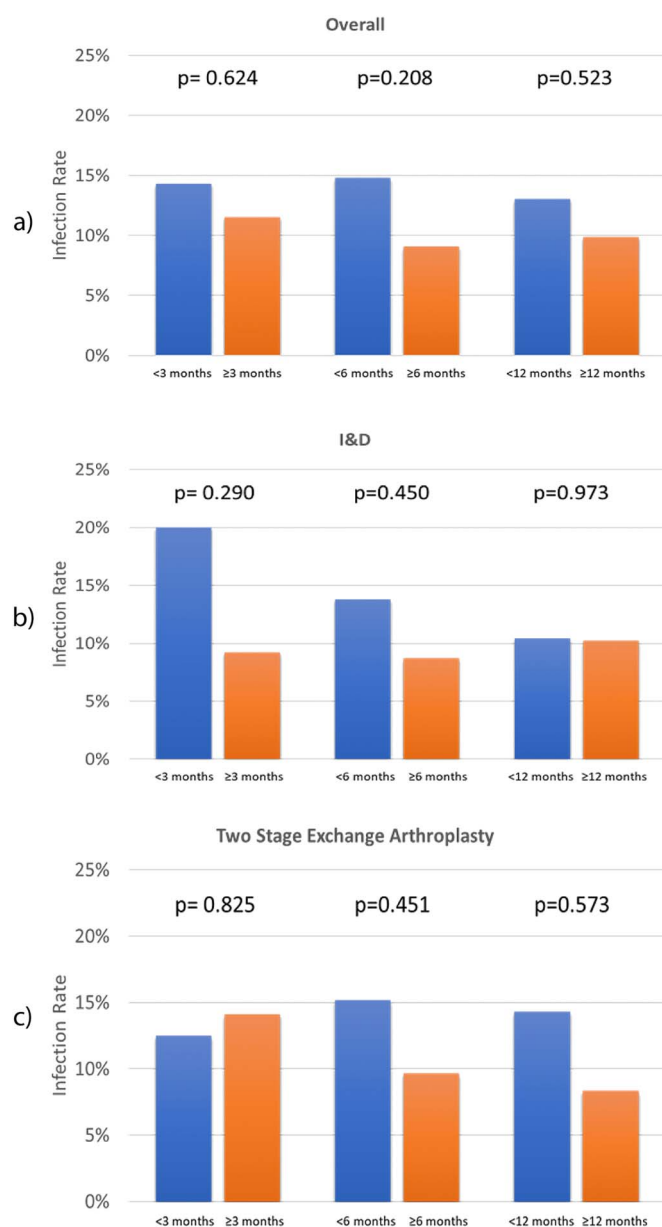 Overall
25%
p= 0.624 p=0.208 p=0.523
20%
15%
a)
Infection Rate
10%
5%
0%
<3 months ≥3 months <6 months ≥6 months <12 months ≥12 months
I&D
25%
p= 0.290 p=0.450 p=0.973
20%
15%
b)
Infection Rate
10%
5%
0%
<3 months ≥3 months <6 months ≥6 months <12 months ≥12 months
Two Stage Exchange Arthroplasty
25%
p= 0.825 p=0.451 p=0.573
20%
15%
c)
Infection Rate
10%
5%
0%
<3 months ≥3 months <6 months ≥6 months <12 months ≥12 months